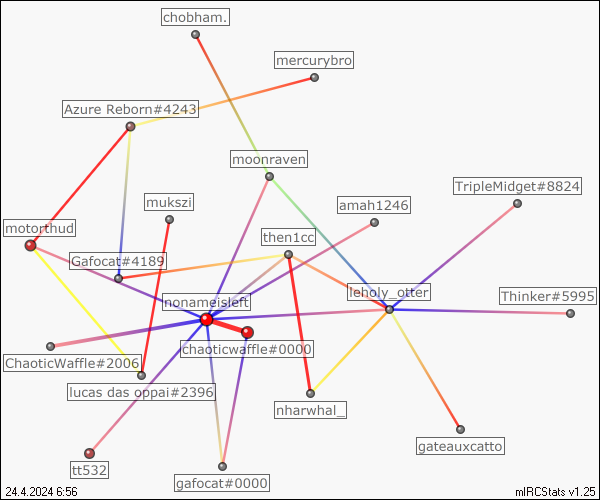 chobham.
mercurybro
Azure Reborn#4243
moonraven
TripleMidget#8824
mukszi
amah1246
motorthud
then1cc
Gafocat#4189
leholy_otter
Thinker#5995
nonameisleft
chaoticwaffle#0000
ChaoticWaffle#2006
lucas das oppai#2396
nharwhal_
gateauxcatto
tt532
gafocat#0000
24.4.2024 6:56
mIRCStats v1.25